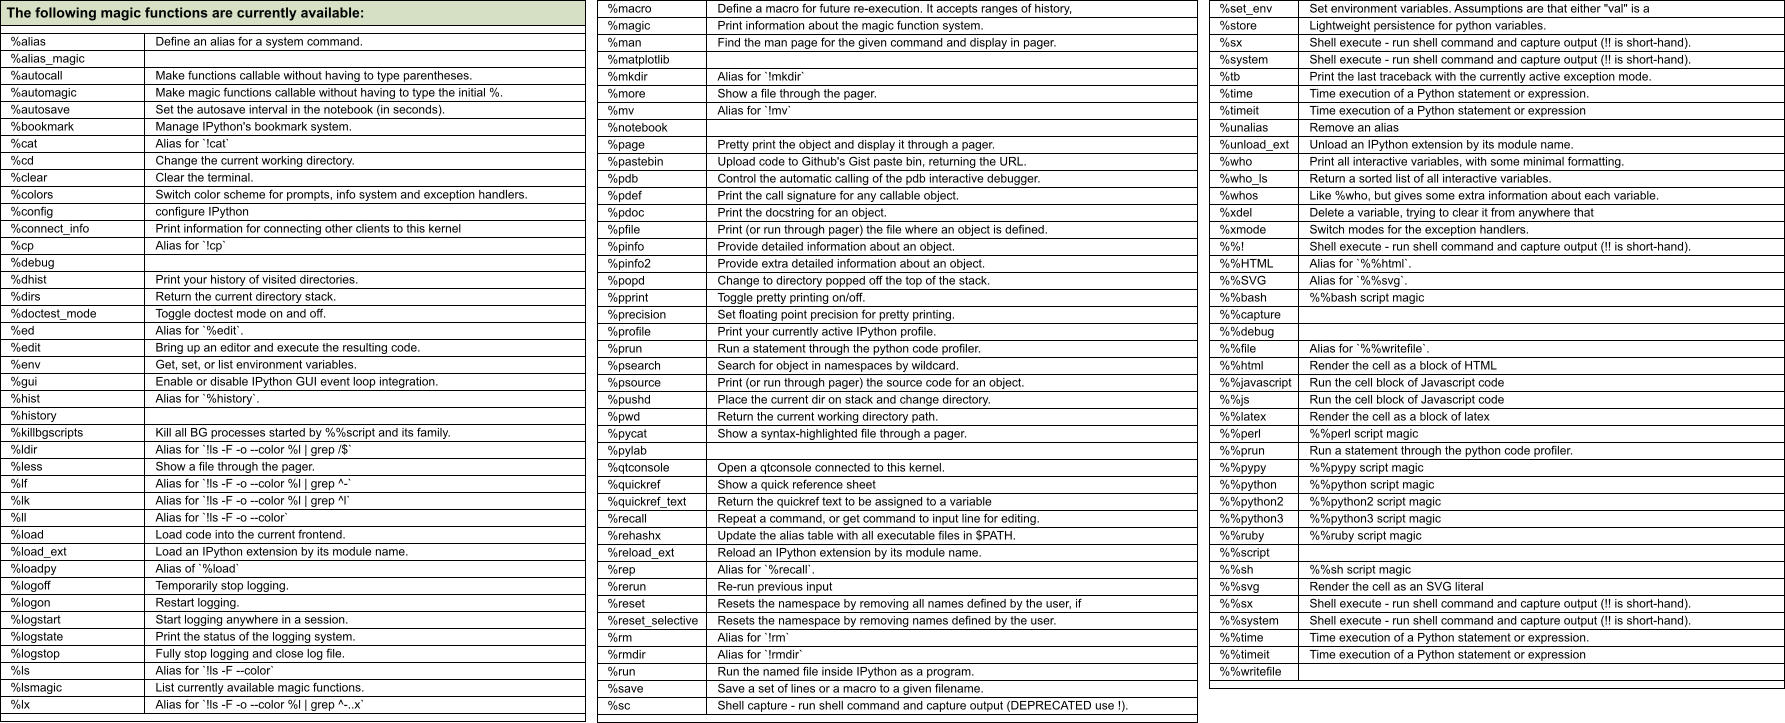 The following magic functions are currently available:
%alias Define an alias for a system command.
%alias_magic
%autocall Make functions callable without having to type parentheses.
%automagic Make magic functions callable without having to type the initial %.
%autosave Set the autosave interval in the notebook (in seconds).
%bookmark Manage IPython's bookmark system.
%cat Alias for `!cat`
%cd Change the current working directory.
%clear Clear the terminal.
%colors Switch color scheme for prompts, info system and exception handlers.
%config configure IPython
%connect_info Print information for connecting other clients to this kernel
%cp Alias for `!cp`
%debug
%dhist Print your history of visited directories.
%dirs Return the current directory stack.
%doctest_mode Toggle doctest mode on and off.
%ed Alias for `%edit`.
%edit Bring up an editor and execute the resulting code.
%env Get, set, or list environment variables.
%gui Enable or disable IPython GUI event loop integration.
%hist Alias for `%history`.
%history
%killbgscripts Kill all BG processes started by %%script and its family.
%ldir Alias for `!ls -F -o --color %l | grep /$`
%less Show a file through the pager.
%lf Alias for `!ls -F -o --color %l | grep ^-`
%lk Alias for `!ls -F -o --color %l | grep ^l`
%ll Alias for `!ls -F -o --color`
%load Load code into the current frontend.
%load_ext Load an IPython extension by its module name.
%loadpy Alias of `%load`
%logoff Temporarily stop logging.
%logon Restart logging.
%logstart Start logging anywhere in a session.
%logstate Print the status of the logging system.
%logstop Fully stop logging and close log file.
%ls Alias for `!ls -F --color`
%lsmagic List currently available magic functions.
%lx Alias for `!ls -F -o --color %l | grep ^-..x`
%macro Define a macro for future re-execution. It accepts ranges of history,
%magic Print information about the magic function system.
%man Find the man page for the given command and display in pager.
%matplotlib
%mkdir Alias for `!mkdir`
%more Show a file through the pager.
%mv Alias for `!mv`
%notebook
%page Pretty print the object and display it through a pager.
%pastebin Upload code to Github's Gist paste bin, returning the URL.
%pdb Control the automatic calling of the pdb interactive debugger.
%pdef Print the call signature for any callable object.
%pdoc Print the docstring for an object.
%pfile Print (or run through pager) the file where an object is defined.
%pinfo Provide detailed information about an object.
%pinfo2 Provide extra detailed information about an object.
%popd Change to directory popped off the top of the stack.
%pprint Toggle pretty printing on/off.
%precision Set floating point precision for pretty printing.
%profile Print your currently active IPython profile.
%prun Run a statement through the python code profiler.
%psearch Search for object in namespaces by wildcard.
%psource Print (or run through pager) the source code for an object.
%pushd Place the current dir on stack and change directory.
%pwd Return the current working directory path.
%pycat Show a syntax-highlighted file through a pager.
%pylab
%qtconsole Open a qtconsole connected to this kernel.
%quickref Show a quick reference sheet
%quickref_text Return the quickref text to be assigned to a variable
%recall Repeat a command, or get command to input line for editing.
%rehashx Update the alias table with all executable files in $PATH.
%reload_ext Reload an IPython extension by its module name.
%rep Alias for `%recall`.
%rerun Re-run previous input
%reset Resets the namespace by removing all names defined by the user, if
%reset_selective Resets the namespace by removing names defined by the user.
%rm Alias for `!rm`
%rmdir Alias for `!rmdir`
%run Run the named file inside IPython as a program.
%save Save a set of lines or a macro to a given filename.
%sc Shell capture - run shell command and capture output (DEPRECATED use !).
%set_env Set environment variables. Assumptions are that either "val" is a
%store Lightweight persistence for python variables.
%sx Shell execute - run shell command and capture output (!! is short-hand).
%system Shell execute - run shell command and capture output (!! is short-hand).
%tb Print the last traceback with the currently active exception mode.
%time Time execution of a Python statement or expression.
%timeit Time execution of a Python statement or expression
%unalias Remove an alias
%unload_ext Unload an IPython extension by its module name.
%who Print all interactive variables, with some minimal formatting.
%who_ls Return a sorted list of all interactive variables.
%whos Like %who, but gives some extra information about each variable.
%xdel Delete a variable, trying to clear it from anywhere that
%xmode Switch modes for the exception handlers.
%%! Shell execute - run shell command and capture output (!! is short-hand).
%%HTML Alias for `%%html`.
%%SVG Alias for `%%svg`.
%%bash %%bash script magic
%%capture
%%debug
%%file Alias for `%%writefile`.
%%html Render the cell as a block of HTML
%%javascript Run the cell block of Javascript code
%%js Run the cell block of Javascript code
%%latex Render the cell as a block of latex
%%perl %%perl script magic
%%prun Run a statement through the python code profiler.
%%pypy %%pypy script magic
%%python %%python script magic
%%python2 %%python2 script magic
%%python3 %%python3 script magic
%%ruby %%ruby script magic
%%script
%%sh %%sh script magic
%%svg Render the cell as an SVG literal
%%sx Shell execute - run shell command and capture output (!! is short-hand).
%%system Shell execute - run shell command and capture output (!! is short-hand).
%%time Time execution of a Python statement or expression.
%%timeit Time execution of a Python statement or expression
%%writefile